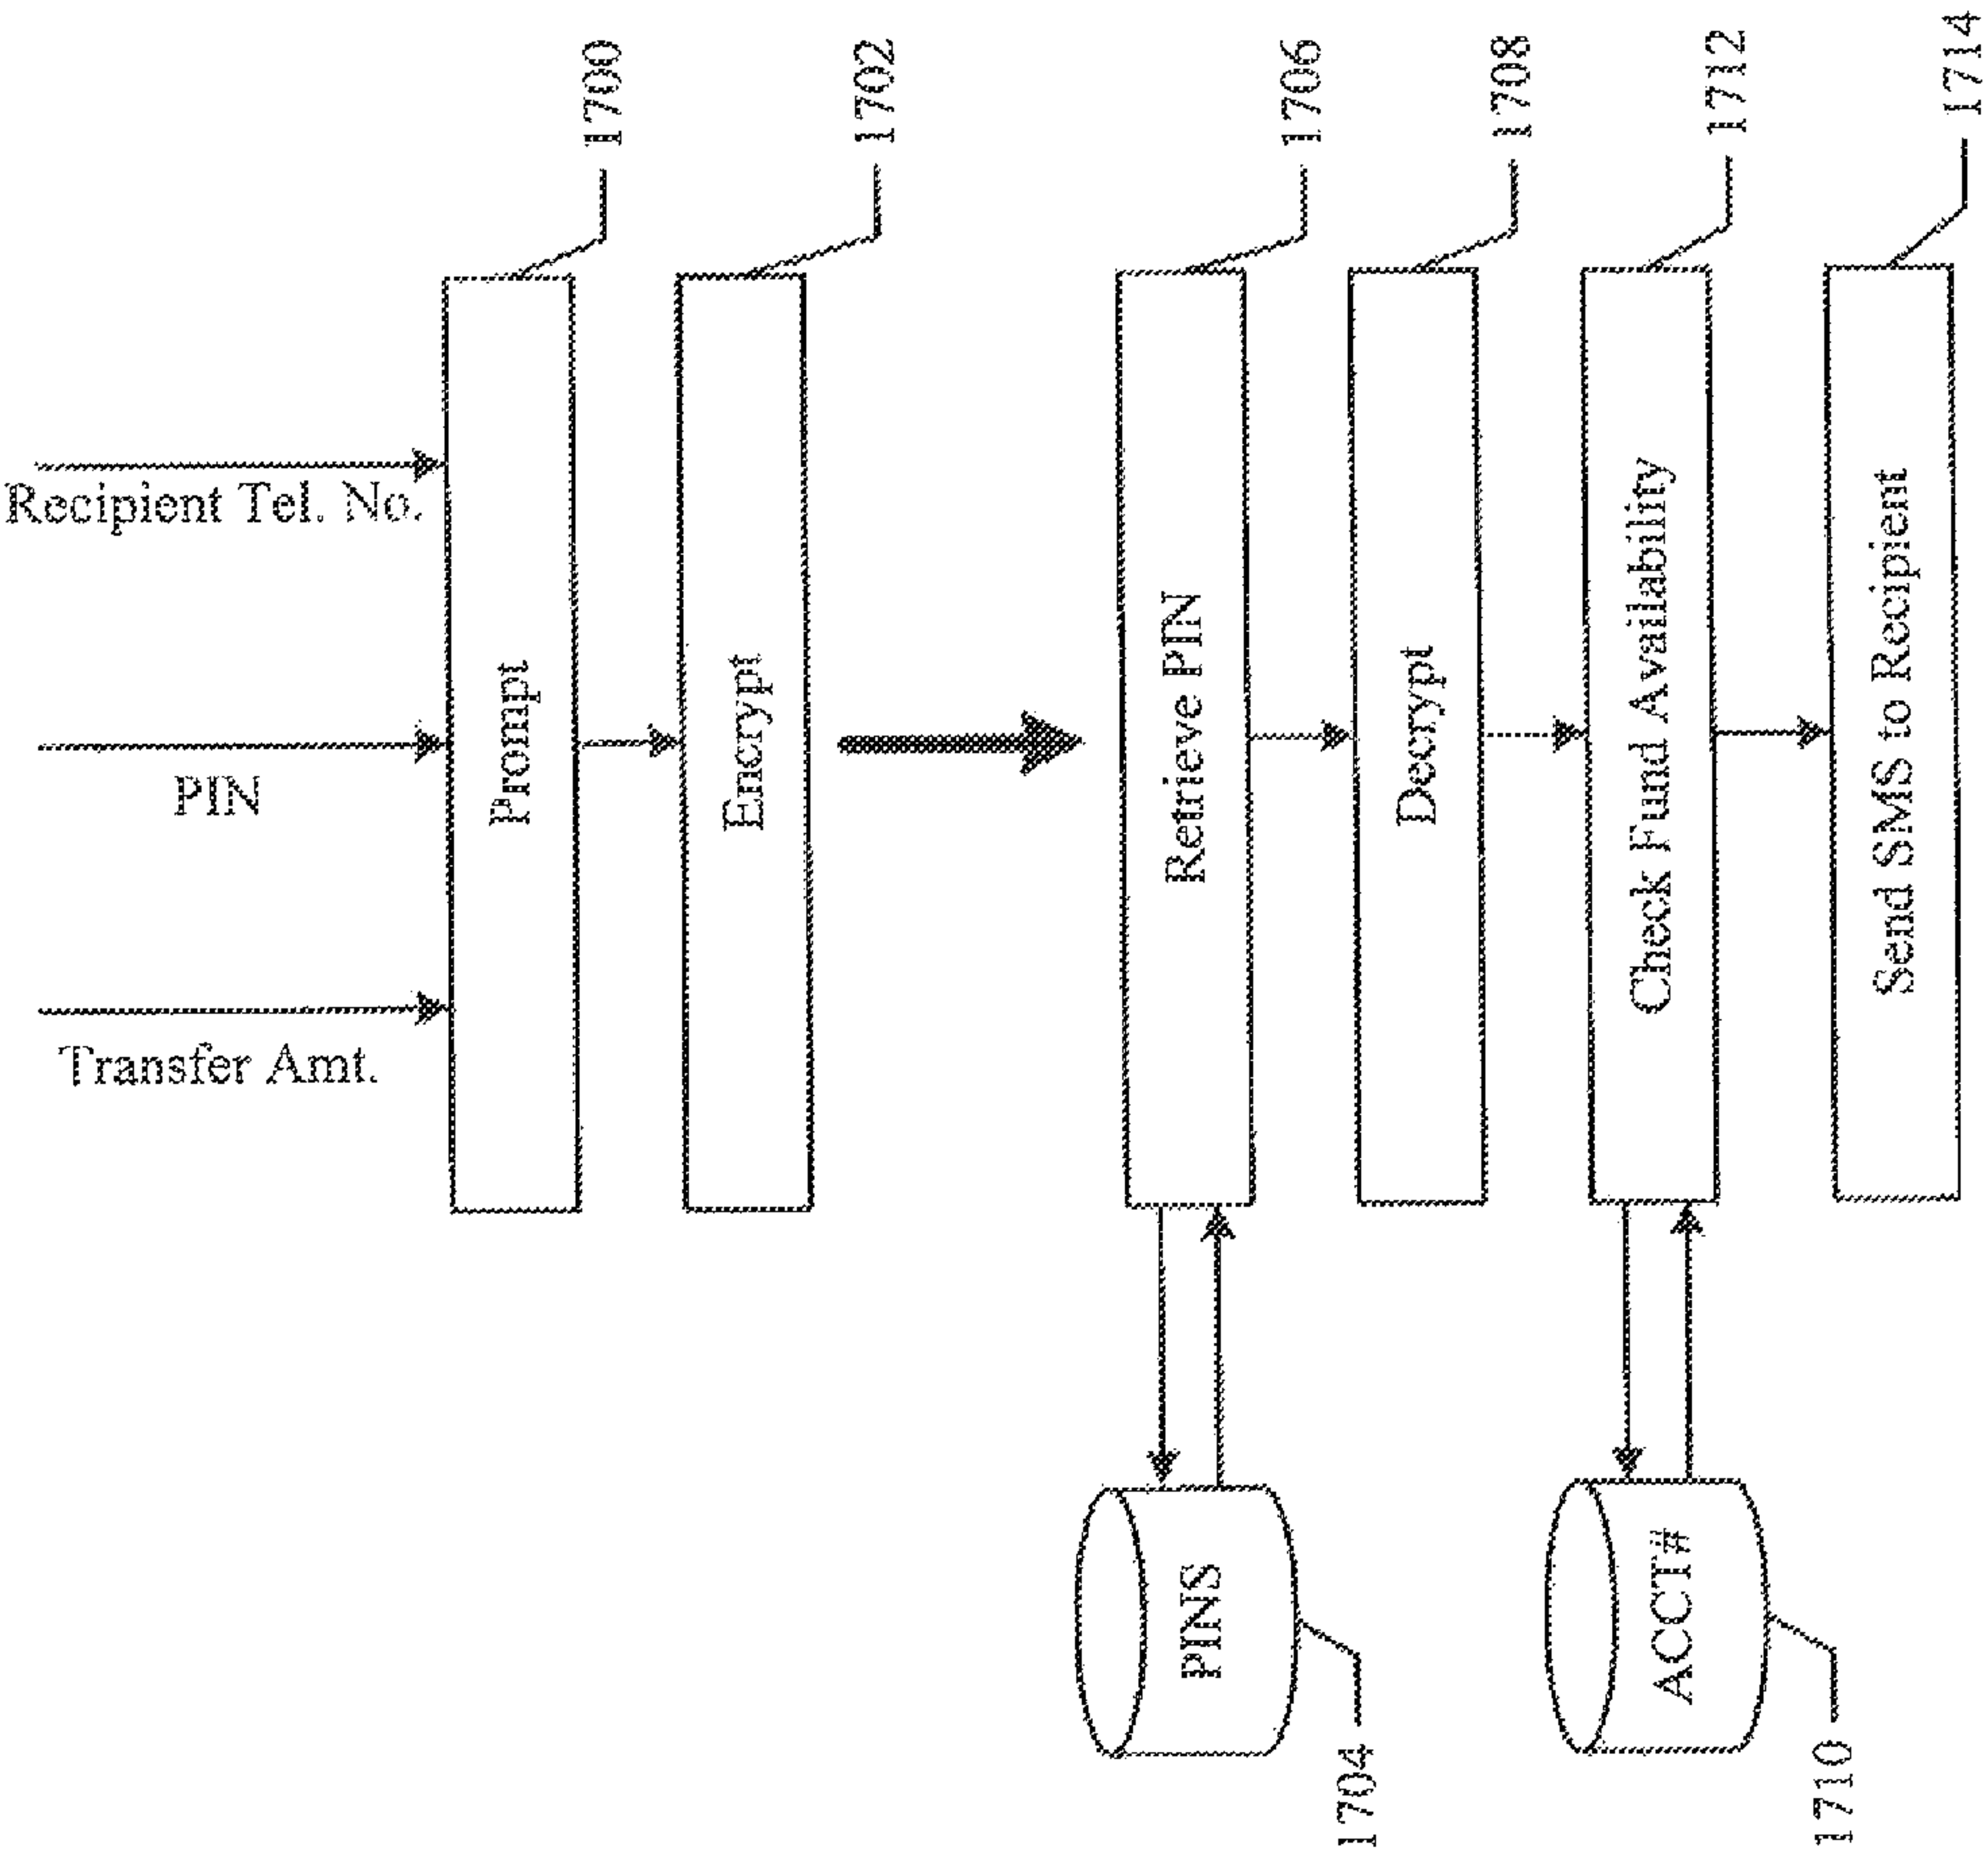 Recipient Tel. No.
PIN
Transfer Amt.
Prompt
1700
Encrypt
1702
Retrieve PIN
1706
PINS
1704
Decrypt
1708
Check Fund Availability
1712
ACCT#
1710
Send SMS to Recipient
1714